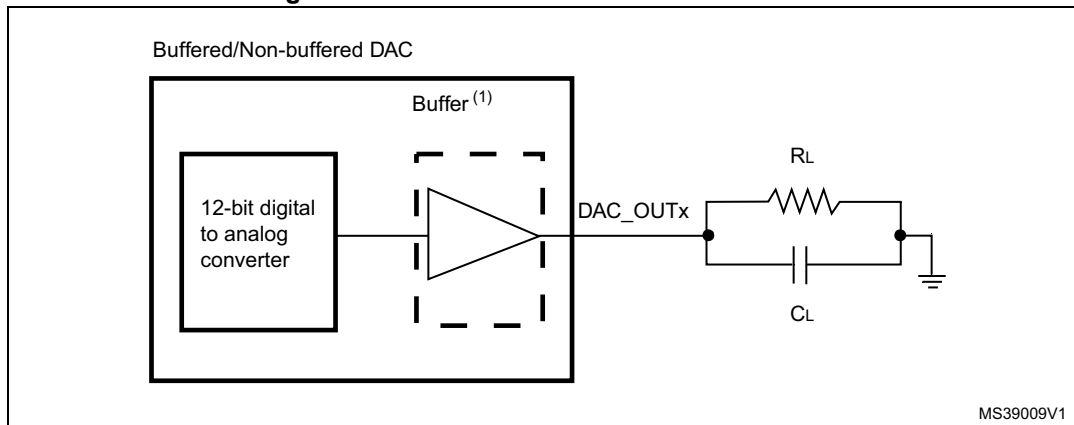 Buffered/Non-buffered DAC
Buffer (1)
12-bit digital
to analog
converter
DAC_OUTx
RL
CL
MS39009V1